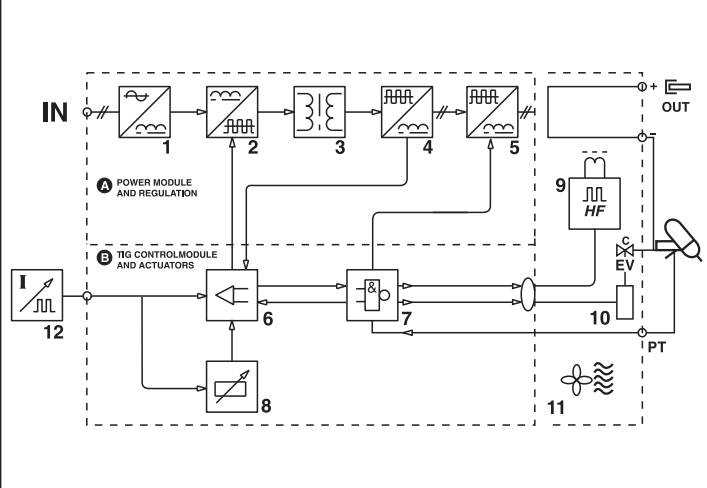 IN
1
2
3
4
5
+
OUT
-
A POWER MODULE
AND REGULATION
9
HF
B TIG CONTROLMODULE
AND ACTUATORS
C
EV
I
12
6
&
7
10
PT
8
11